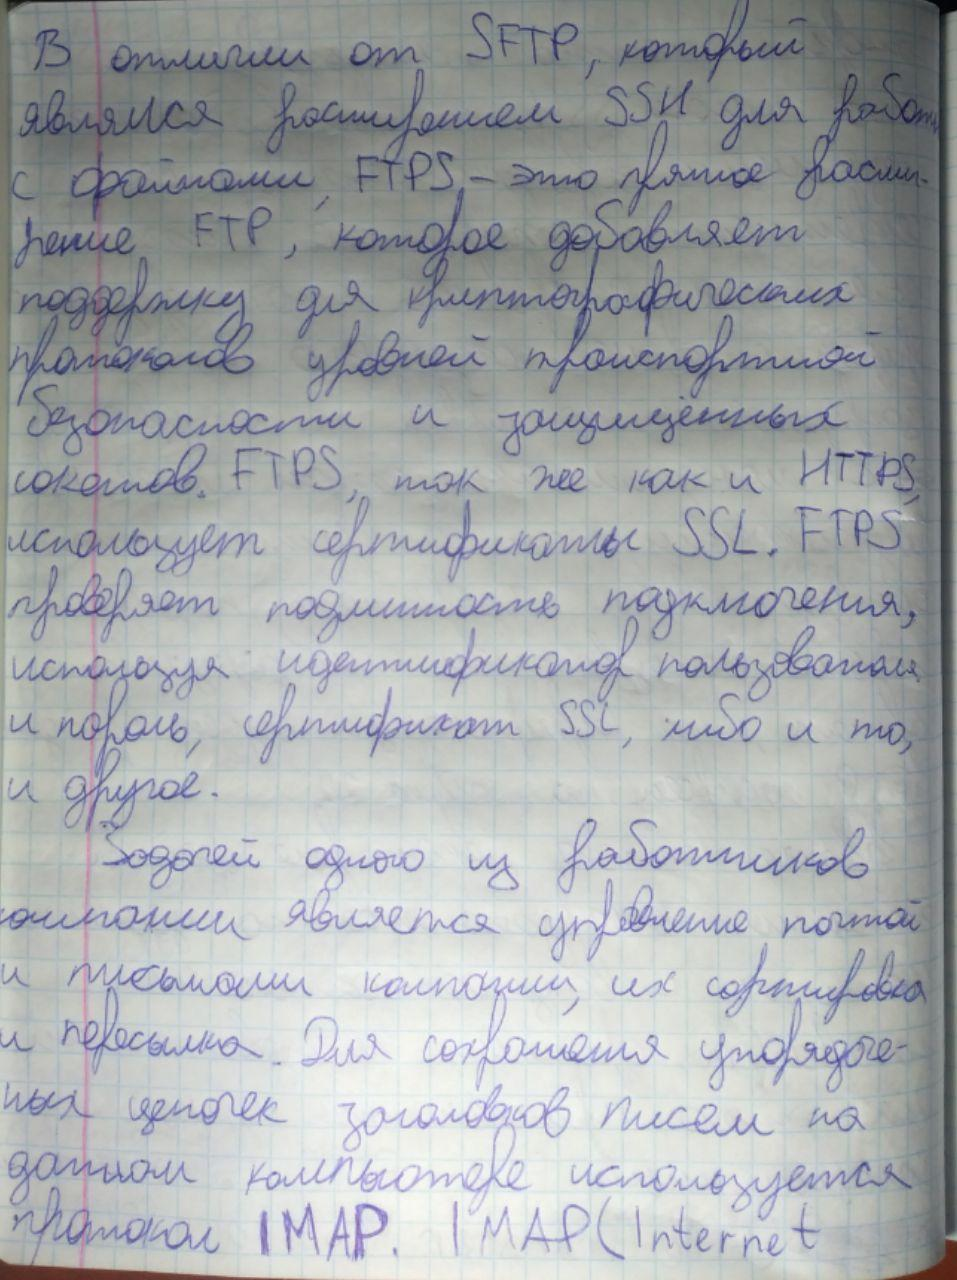 В отличии от SFTP, который
является расширением SSH для работы
с файлами, FTPS – это прямое расши-
рение FTP, которое добавляет
поддержку для криптографических
протоколов уровней транспортной
безопасности и защищённых
сокетов. FTPS, так же как и HTTPS,
использует сертификаты SSL. FTPS
проверяет подлинность подключения,
используя идентификатор пользователя
и пароль, сертификат SSL, либо и то,
и другое.
Задачей одного из работников
компании является управление почтой
и письмами компании, их сортировка
и пересылка. Для сохранения упорядоче-
ных цепочек заголовков писем на
данном компьютере используется
протокол IMAP. IMAP (Internet